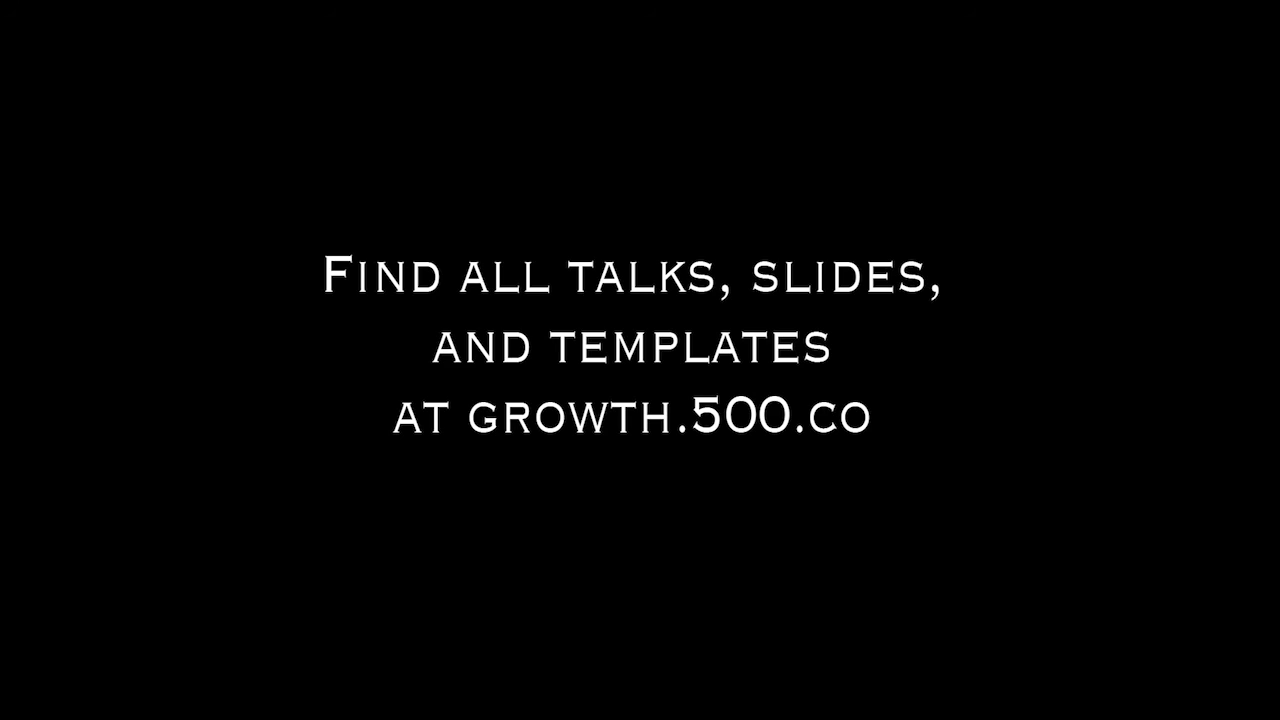 Find all talks, slides,
and templates
at growth.500.co